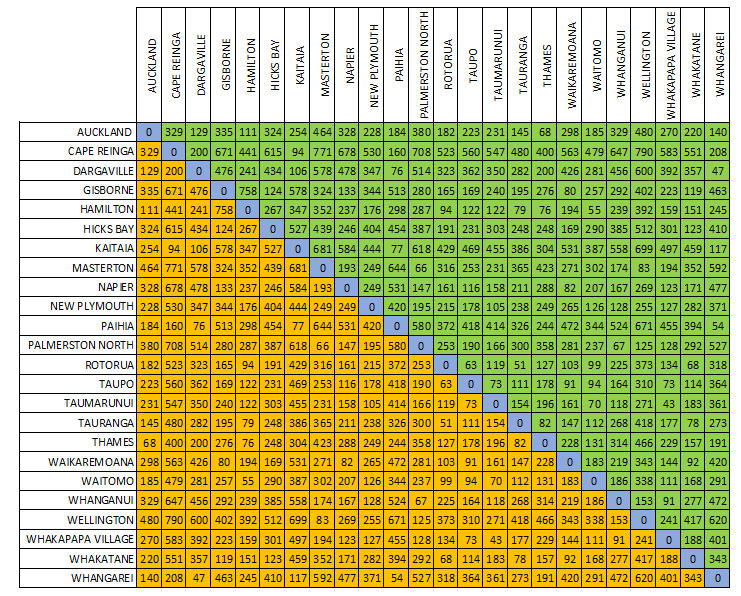 AUCKLAND CAPE REINGA DARGAVILLE GISBORNE HAMILTON HICKS BAY KAITAIA MASTERTON NAPIER NEW PLYMOUTH PAIHIA PALMERSTON NORTH ROTORUA TAUPO TAUMARUNUI TAURANGA THAMES WAIKAREMOANA WAITOMO WHANGANUI WELLINGTON WHAKAPAPA VILLAGE WHAKATANE WHANGAREI
AUCKLAND 0 329 129 335 111 324 254 464 328 228 184 380 182 223 231 145 68 298 185 329 480 270 220 140
CAPE REINGA 329 0 200 671 441 615 94 771 678 530 160 708 523 560 547 480 400 563 479 647 790 583 551 208
DARGAVILLE 129 200 0 476 241 434 106 578 478 347 76 514 323 362 350 282 200 426 281 456 600 392 357 47
GISBORNE 335 671 476 0 758 124 578 324 133 344 513 280 165 169 240 195 276 80 257 292 402 223 119 463
HAMILTON 111 441 241 758 0 267 347 352 237 176 298 287 94 122 122 79 76 194 55 239 392 159 151 245
HICKS BAY 324 615 434 124 267 0 527 439 246 404 454 387 191 231 303 248 248 169 290 385 512 301 123 410
KAITAIA 254 94 106 578 347 527 0 681 584 444 77 618 429 469 455 386 304 531 387 558 699 497 459 117
MASTERTON 464 771 578 324 352 439 681 0 193 249 644 66 316 253 231 365 423 271 302 174 83 194 352 592
NAPIER 328 678 478 133 237 246 584 193 0 249 531 147 161 116 158 211 288 82 207 167 269 123 171 477
NEW PLYMOUTH 228 530 347 344 176 404 444 249 249 0 420 195 215 178 105 238 249 265 126 128 255 127 282 371
PAIHIA 184 160 76 513 298 454 77 644 531 420 0 580 372 418 414 326 244 472 344 524 671 455 394 54
PALMERSTON NORTH 380 708 514 280 287 387 618 66 147 195 580 0 253 190 166 300 358 281 237 67 125 128 292 527
ROTORUA 182 523 323 165 94 191 429 316 161 215 372 253 0 63 119 51 127 103 99 225 373 134 68 318
TAUPO 223 560 362 169 122 231 469 253 116 178 418 190 63 0 73 111 178 91 94 164 310 73 114 364
TAUMARUNUI 231 547 350 240 122 303 455 231 158 105 414 166 119 73 0 154 196 161 70 118 271 43 183 361
TAURANGA 145 480 282 195 79 248 386 365 211 238 326 300 51 111 154 0 82 147 112 268 418 177 78 273
THAMES 68 400 200 276 76 248 304 423 288 249 244 358 127 178 196 82 0 228 131 314 466 229 157 191
WAIKAREMOANA 298 563 426 80 194 169 531 271 82 265 472 281 103 91 161 147 228 0 183 219 343 144 92 420
WAITOMO 185 479 281 257 55 290 387 302 207 126 344 237 99 94 70 112 131 183 0 186 338 111 168 291
WHANGANUI 329 647 456 292 239 385 558 174 167 128 524 67 225 164 118 268 314 219 186 0 153 91 277 472
WELLINGTON 480 790 600 402 392 512 699 83 269 255 671 125 373 310 271 418 466 343 338 153 0 241 417 620
WHAKAPAPA VILLAGE 270 583 392 223 159 301 497 194 123 127 455 128 134 73 43 177 229 144 111 91 241 0 188 401
WHAKATANE 220 551 357 119 151 123 459 352 171 282 394 292 68 114 183 78 157 92 168 277 417 188 0 343
WHANGAREI 140 208 47 463 245 410 117 592 477 371 54 527 318 364 361 273 191 420 291 472 620 401 343 0